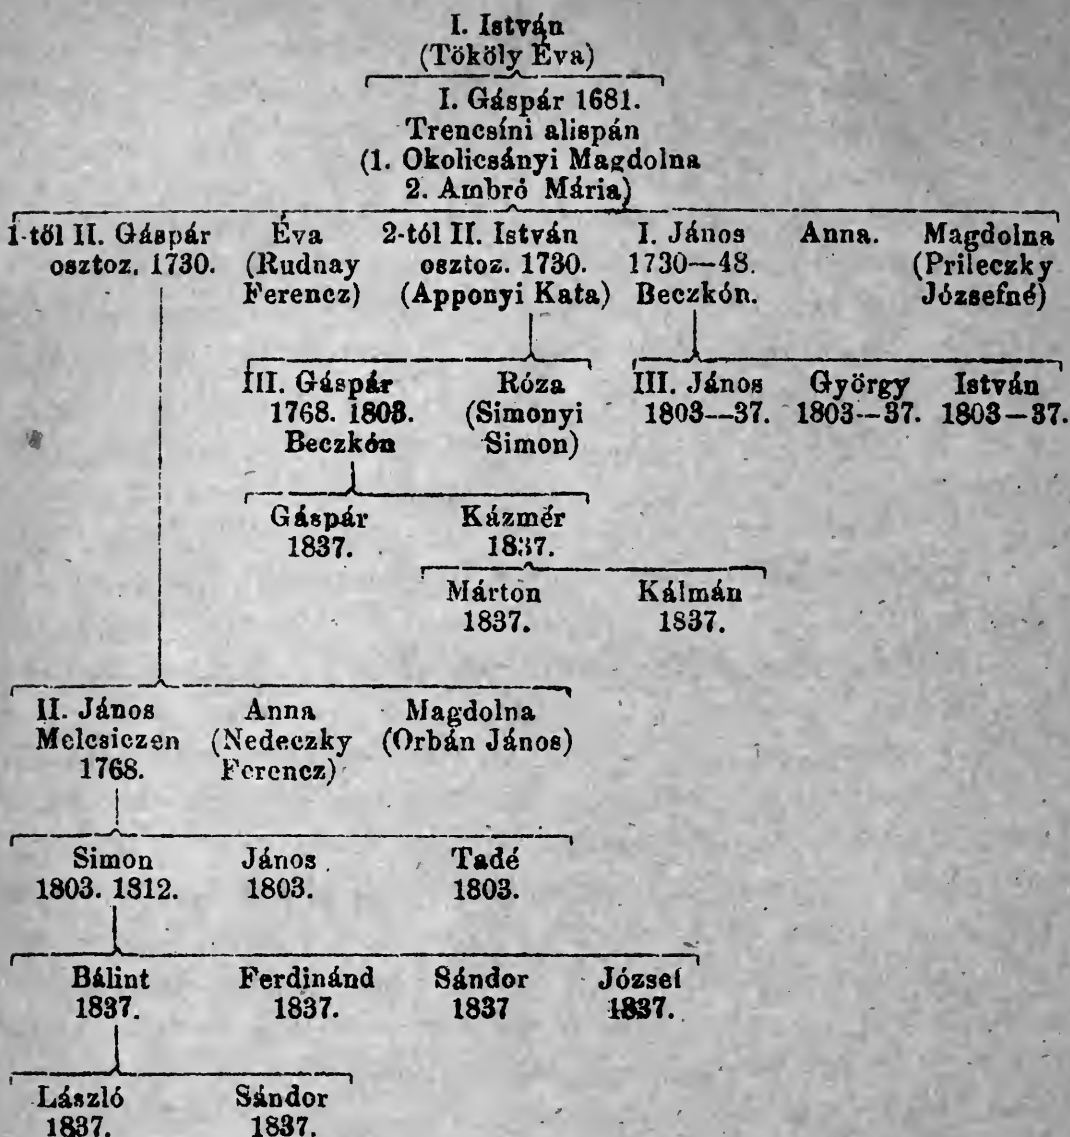 I. István
(Tököly Éva)
I. Gáspár 1681.
Trencsíni alispán
(1. Okolicsányi Magdolna
2. Ambró Mária)
1-től II. Gáspár Éva 2-tól II. István I. János Anna. Magdolna
osztoz. 1730. (Rudnay osztoz. 1730. 1730—48. (Prileczky
Ferencz) (Apponyi Kata) Beczkón. Józsefné)
III. Gáspár Róza III. János György István
1768. 1803. (Simonyi 1803—37. 1803—37. 1803—37.
Beczkón Simon)
Gáspár Kázmér
1837. 1837.
Márton Kálmán
1837. 1837.
II. János Anna Magdolna
Melcsiczen (Nedeczky (Orbán János)
1768. Ferencz)
Simon János Tadé
1803. 1812. 1803. 1803.
Bálint Ferdinánd Sándor József
1837. 1837. 1837 1837.
László Sándor
1837. 1837.